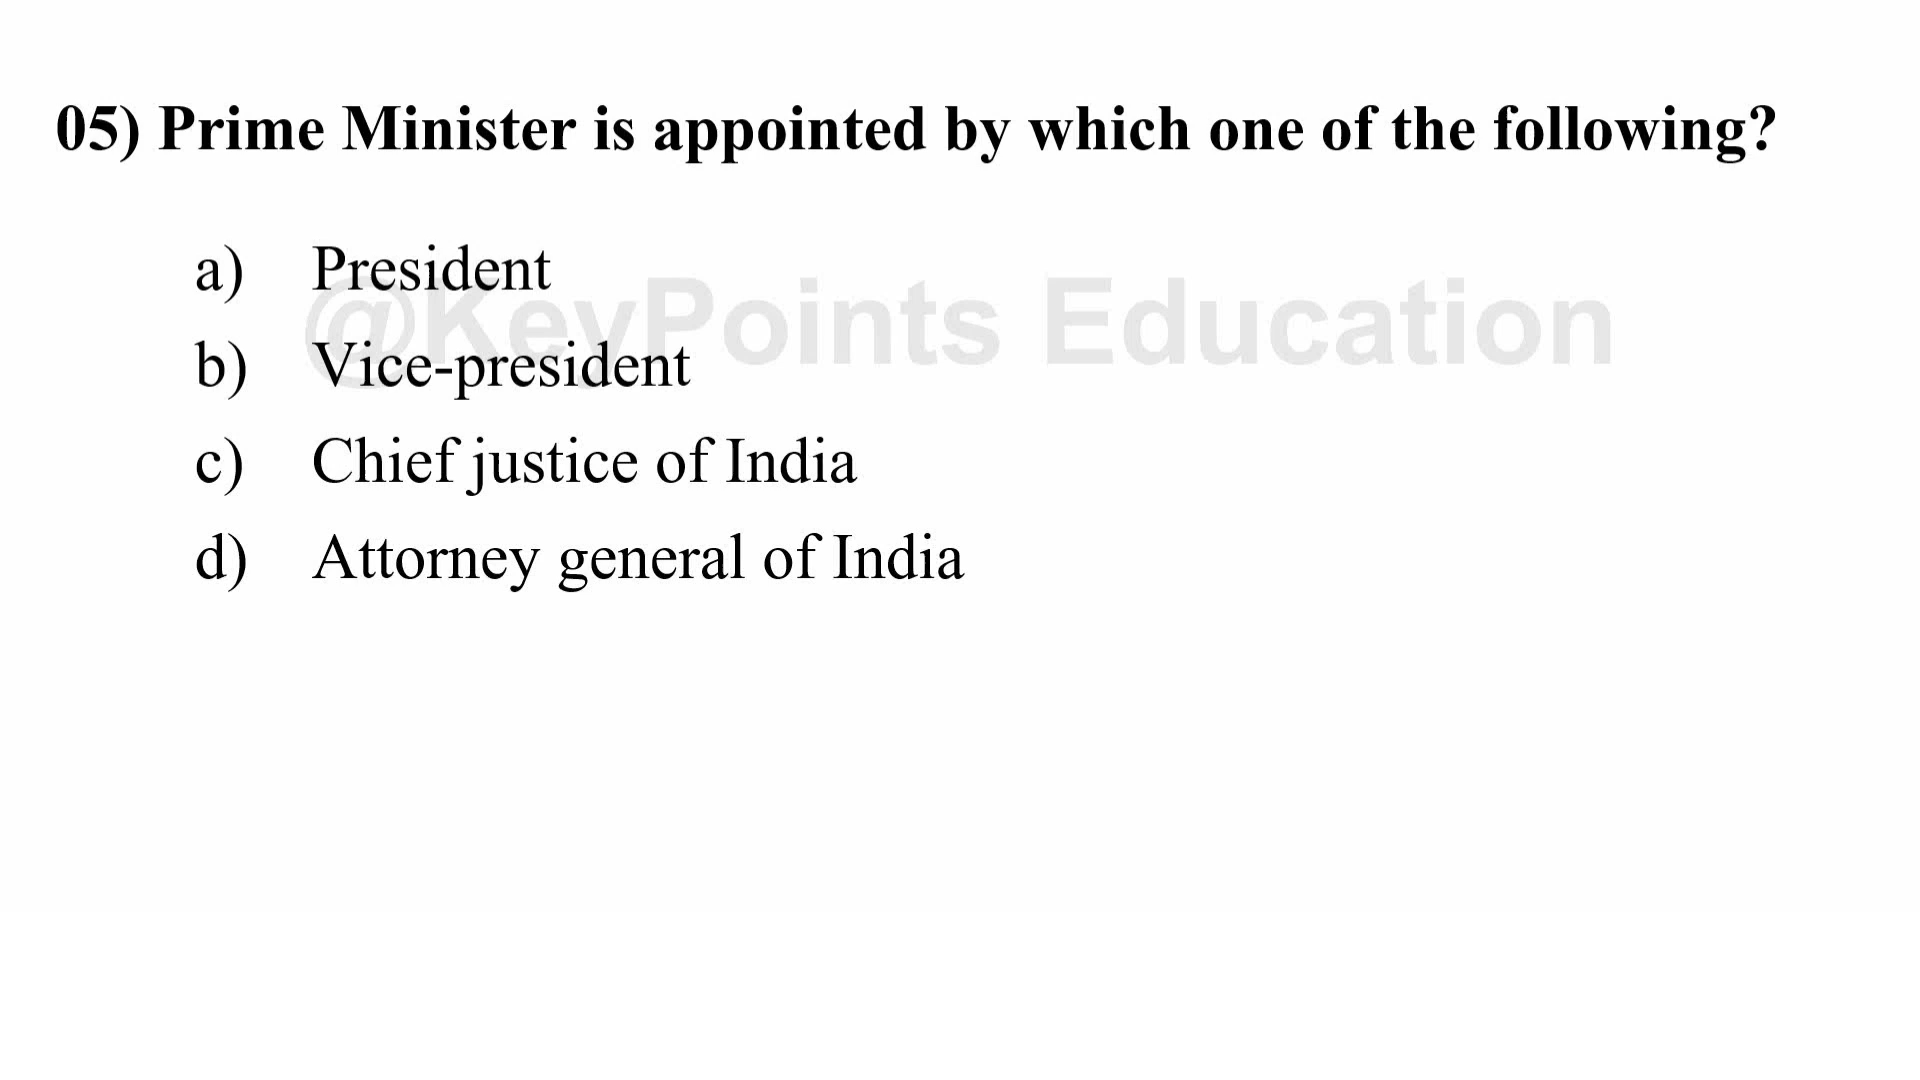 05) Prime Minister is appointed by which one of the following?
a) President
@KeyPoints Education
b) Vice-president
c) Chief justice of India
d) Attorney general of India